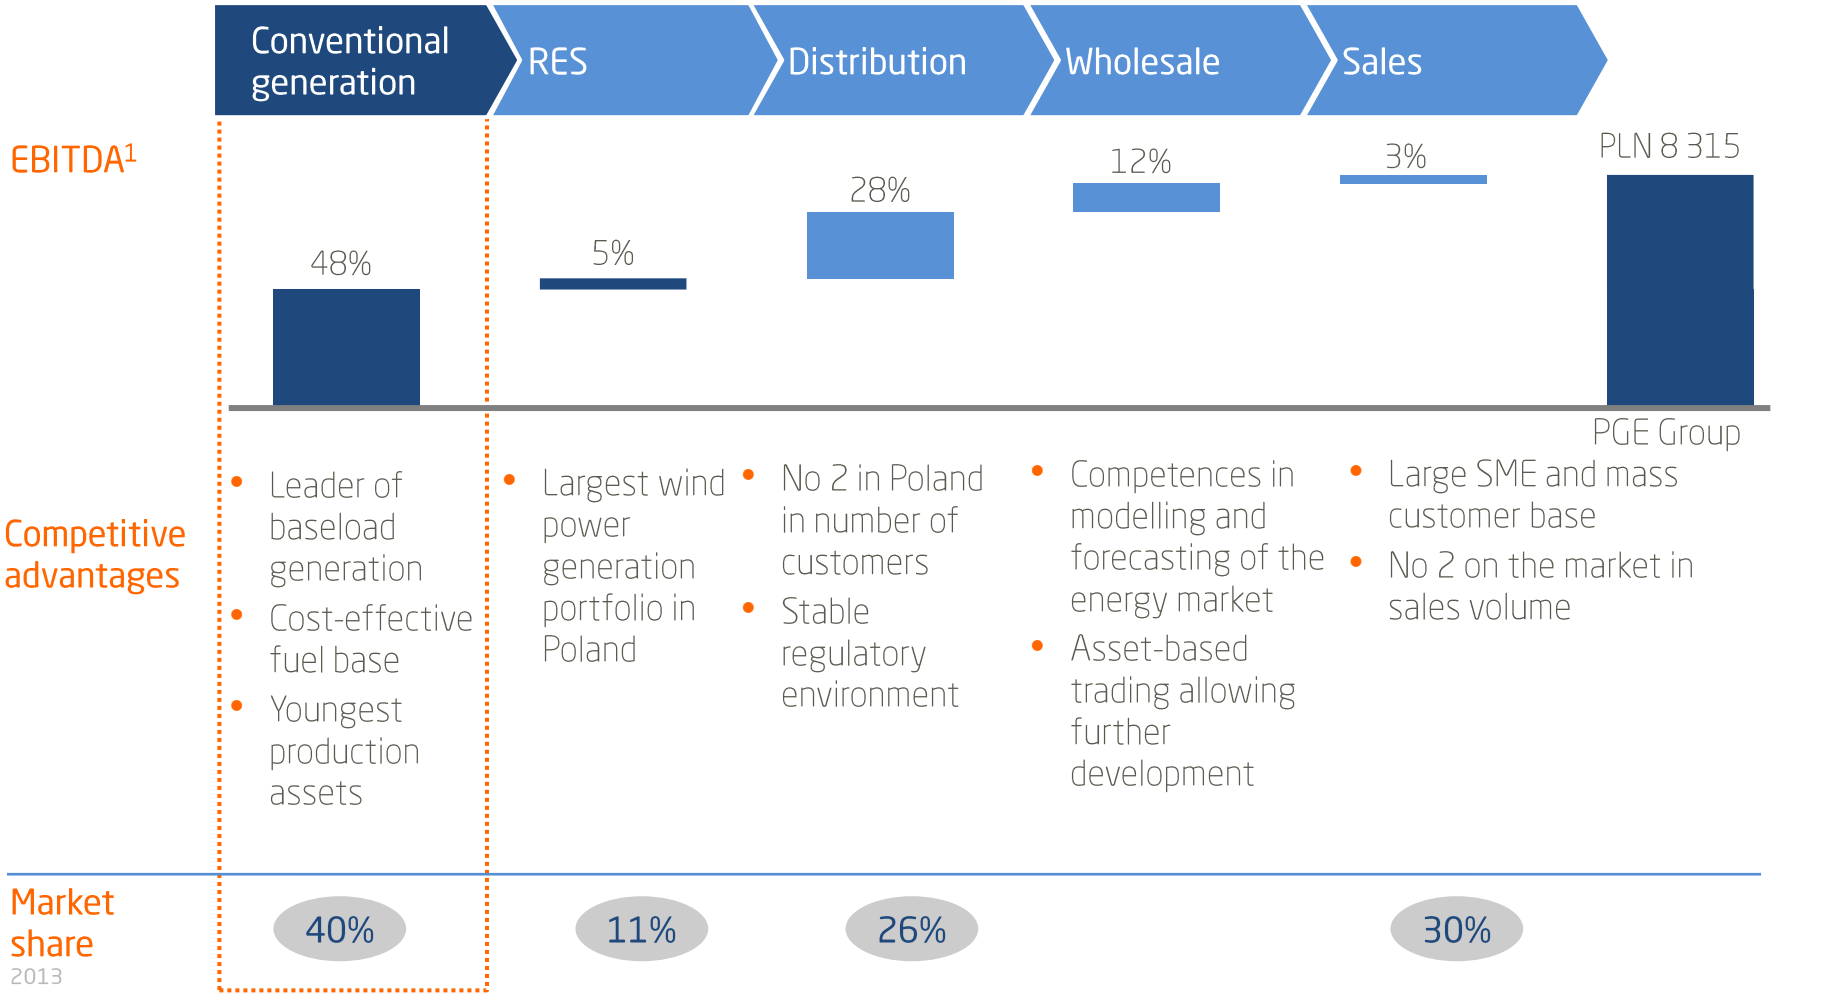 Conventional
generation
RES
Distribution
Wholesale
Sales
EBITDA1
48%
5%
28%
12%
3%
PLN 8 315
PGE Group
Competitive
advantages
• Leader of
baseload
generation
• Cost-effective
fuel base
• Youngest
production
assets
• Largest wind
power
generation
portfolio in
Poland
• No 2 in Poland
in number of
customers
• Stable
regulatory
environment
• Competences in
modelling and
forecasting of the
energy market
• Asset-based
trading allowing
further
development
• Large SME and mass
customer base
• No 2 on the market in
sales volume
Market
share
2013
40%
11%
26%
30%